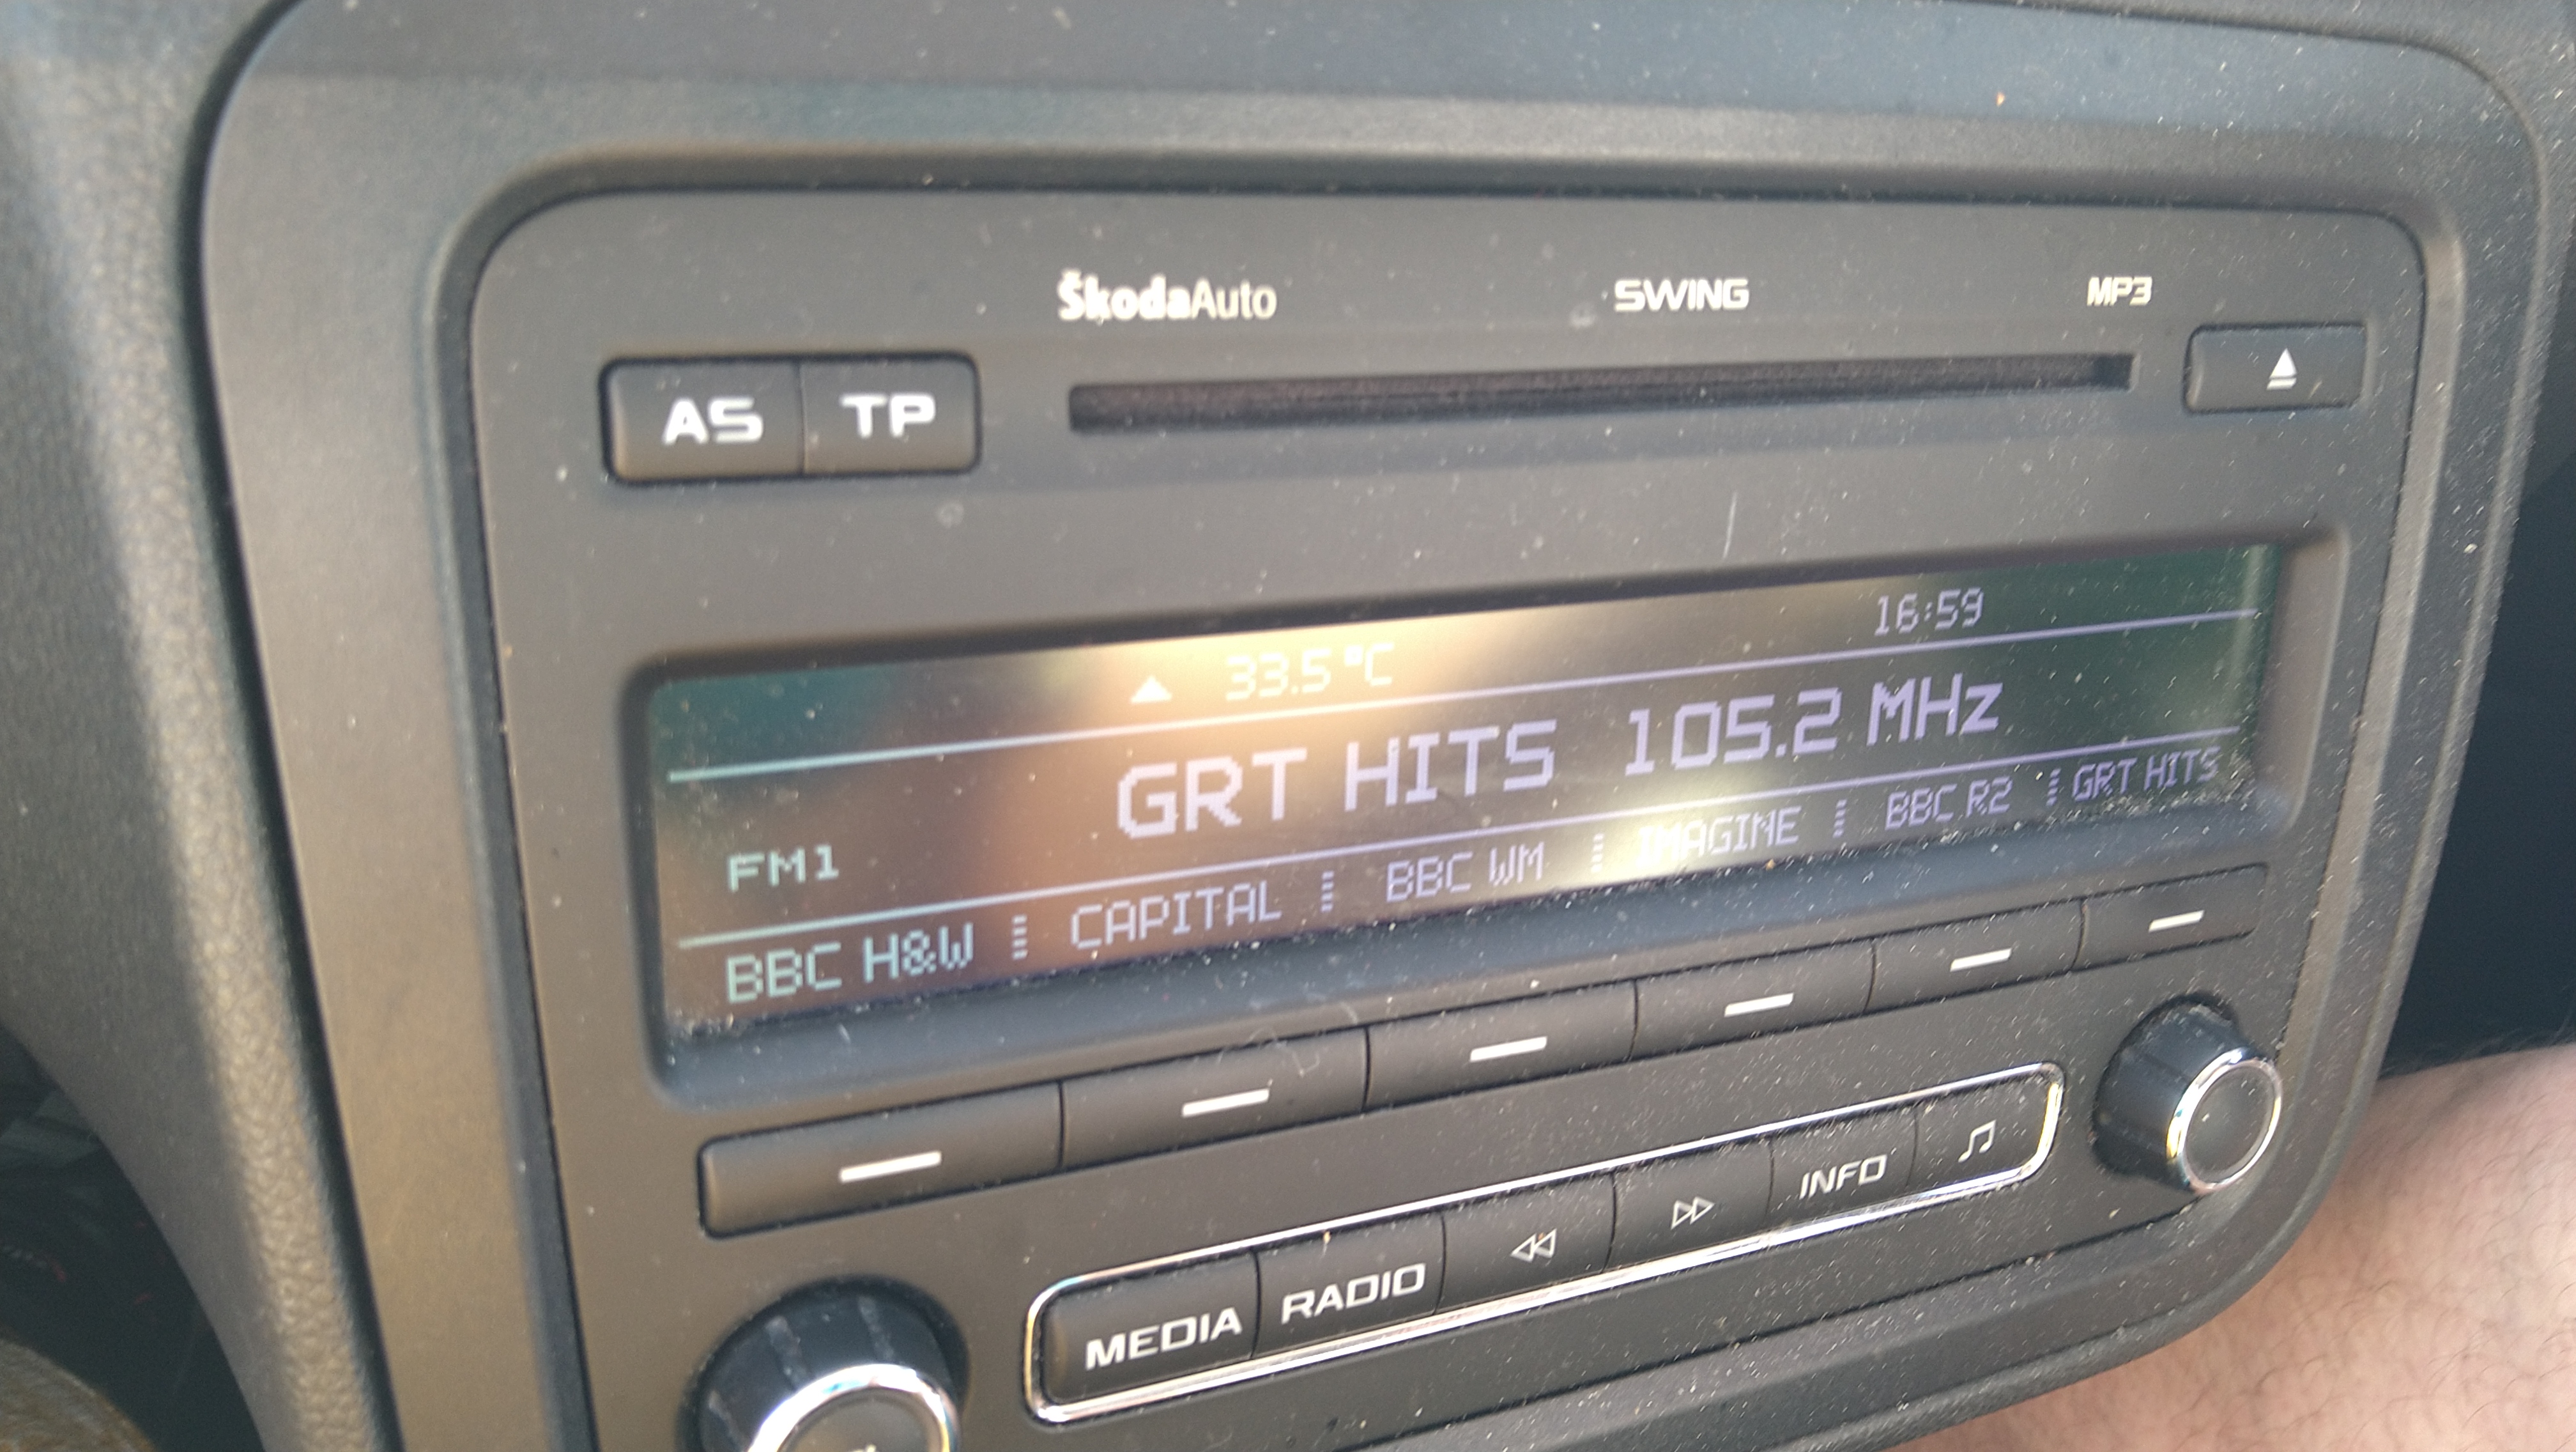 ŠkodaAuto SWING MP3
AS TP
33.5°C 16:59
GRT HITS 105.2 MHz
FM1
BBC H&W CAPITAL BBC WM IMAGINE BBC R2 GRT HITS
MEDIA RADIO INFO